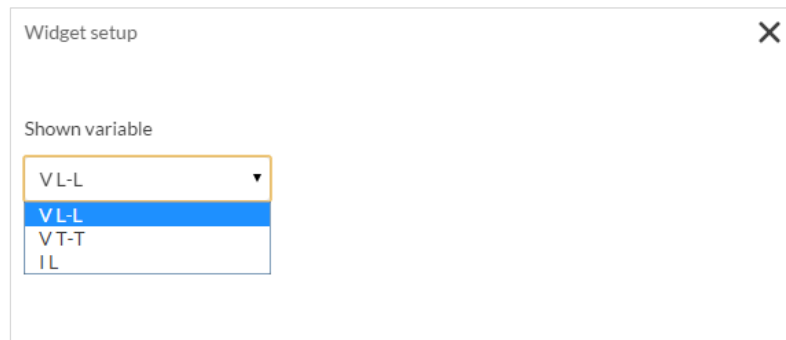 Widget setup
Shown variable
V L-L
V L-L
V T-T
I L